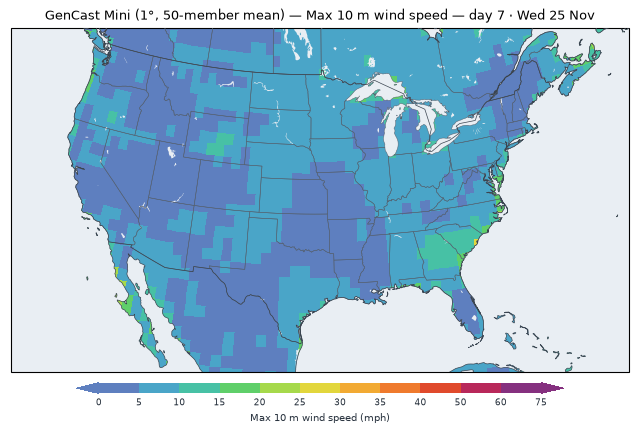 GenCast Mini (1°, 50-member mean) — Max 10 m wind speed — day 7 · Wed 25 Nov
0 5 10 15 20 25 30 35 40 50 60 75
Max 10 m wind speed (mph)